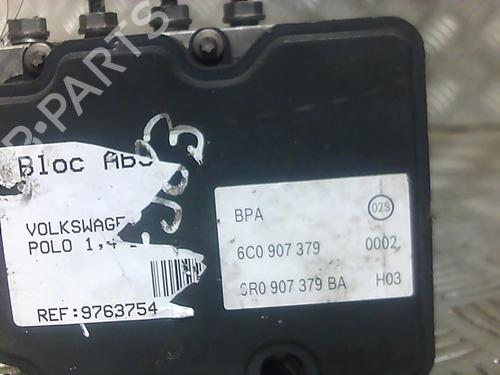 Bloc Abs
VOLKSWAGE
POLO 1,4
REF:9763754
BPA 02S
6C0 907 379 0002
6R0 907 379 BA H03
PARTS